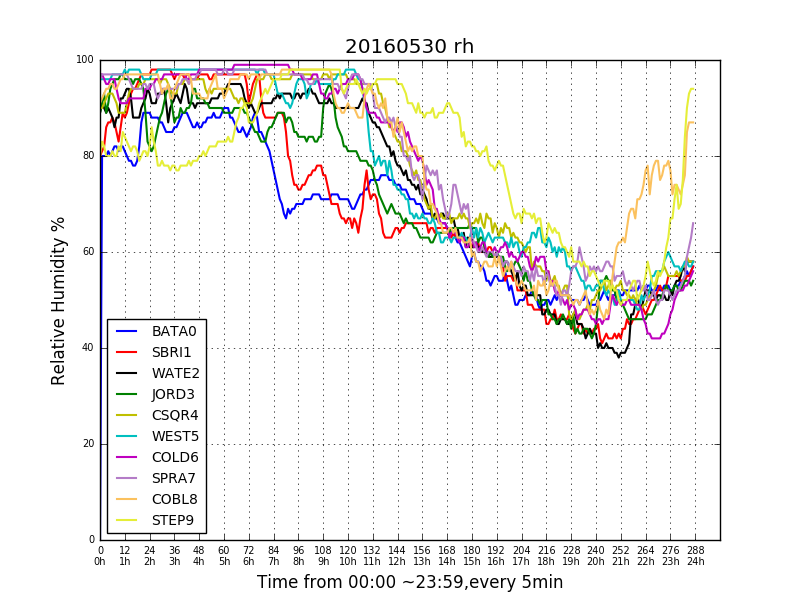 20160530 rh
Relative Humidity %
100
80
60
40
20
0
BATA0
SBRI1
WATE2
JORD3
CSQR4
WEST5
COLD6
SPRA7
COBL8
STEP9
0 12 24 36 48 60 72 84 96 108 120 132 144 156 168 180 192 204 216 228 240 252 264 276 288
0h 1h 2h 3h 4h 5h 6h 7h 8h 9h 10h 11h 12h 13h 14h 15h 16h 17h 18h 19h 20h 21h 22h 23h 24h
Time from 00:00 ~23:59,every 5min